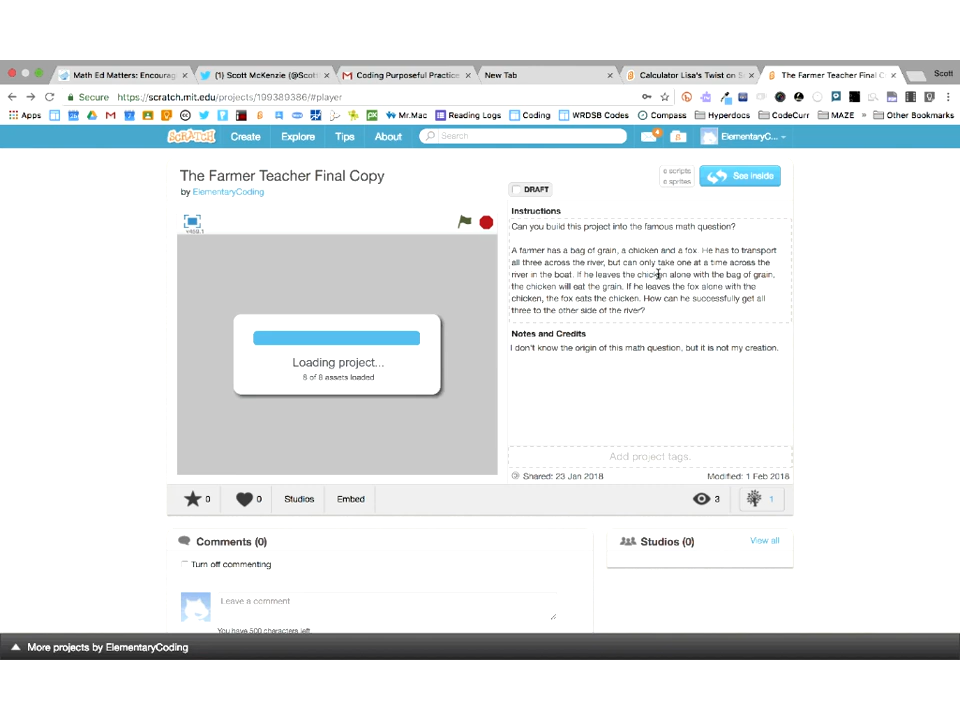 Math Ed Matters: Encourag
(1) Scott McKenzie (@Scott
Coding Purposeful Practice
New Tab
Calculator Lisa's Twist on S
The Farmer Teacher Final C
Scott
Secure https://scratch.mit.edu/projects/199389386/#player
Apps
Mr.Mac
Reading Logs
Coding
WRDSB Codes
Compass
Hyperdocs
CodeCurr
MAZE
» Other Bookmarks
SCRATCH Create Explore Tips About Search ElementaryC...
The Farmer Teacher Final Copy
by ElementaryCoding
DRAFT
0 scripts
0 sprites
See inside
v460.1
Instructions
Can you build this project into the famous math question?
A farmer has a bag of grain, a chicken and a fox. He has to transport
all three across the river, but can only take one at a time across the
river in the boat. If he leaves the chicken alone with the bag of grain,
the chicken will eat the grain. If he leaves the fox alone with the
chicken, the fox eats the chicken. How can he successfully get all
three to the other side of the river?
Notes and Credits
I don't know the origin of this math question, but it is not my creation.
Loading project...
8 of 8 assets loaded
Add project tags.
Shared: 23 Jan 2018 Modified: 1 Feb 2018
0 0 Studios Embed 3 1
Comments (0)
Turn off commenting
Leave a comment
You have 500 characters left.
Studios (0) View all
More projects by ElementaryCoding